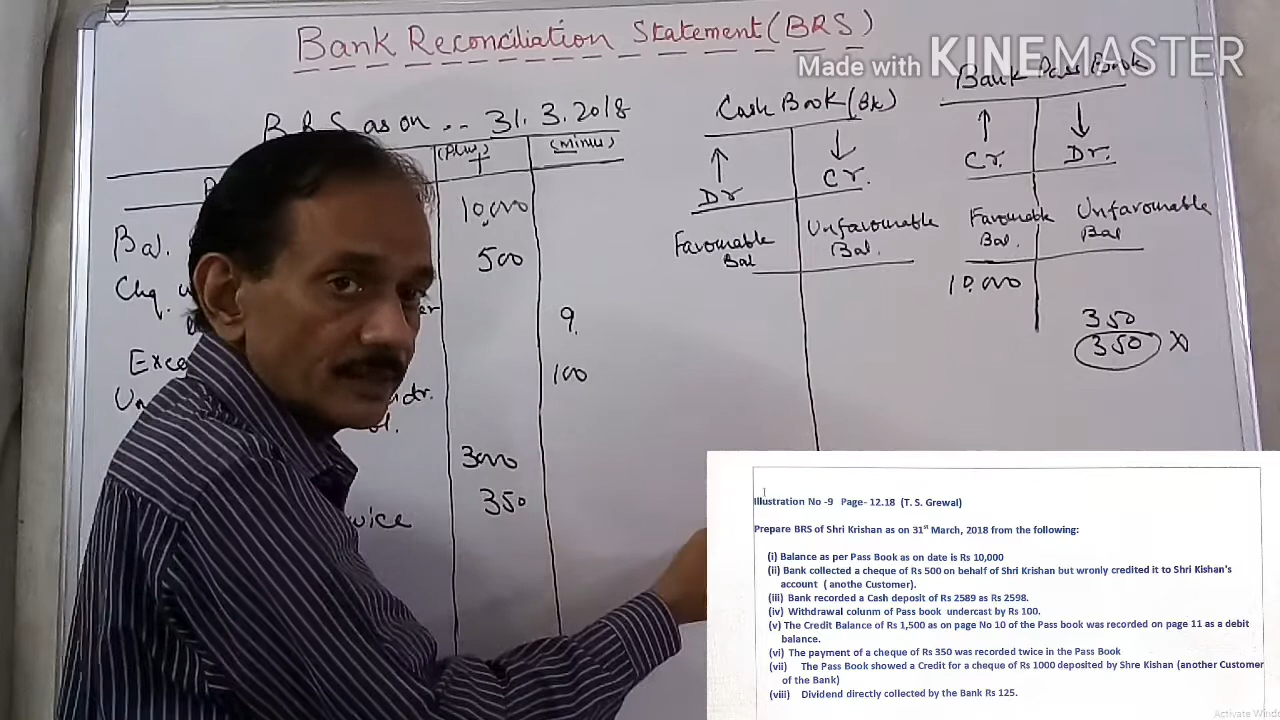 Bank Reconciliation Statement (BRS)
Made with KINEMASTER
BRS as on .. 31.3.2018
(Plus) + (minus)
Bal. 10,000
Chq. 500
9.
Exce
100
3000
350
Cash Book (Bk)
Dr Cr.
Favourable Bal Unfavourable Bal.
Bank Pass Book
Cr. Dr.
Favourable Bal. Unfavourable Bal
10,000
350
350 x
Illustration No -9 Page- 12.18 (T. S. Grewal)
Prepare BRS of Shri Krishan as on 31st March, 2018 from the following:
(i) Balance as per Pass Book as on date is Rs 10,000
(ii) Bank collected a cheque of Rs 500 on behalf of Shri Krishan but wronly credited it to Shri Kishan's
account ( anothe Customer).
(iii) Bank recorded a Cash deposit of Rs 2589 as Rs 2598.
(iv) Withdrawal colunm of Pass book undercast by Rs 100.
(v) The Credit Balance of Rs 1,500 as on page No 10 of the Pass book was recorded on page 11 as a debit
balance.
(vi) The payment of a cheque of Rs 350 was recorded twice in the Pass Book
(vii) The Pass Book showed a Credit for a cheque of Rs 1000 deposited by Shre Kishan (another Customer
of the Bank)
(viii) Dividend directly collected by the Bank Rs 125.